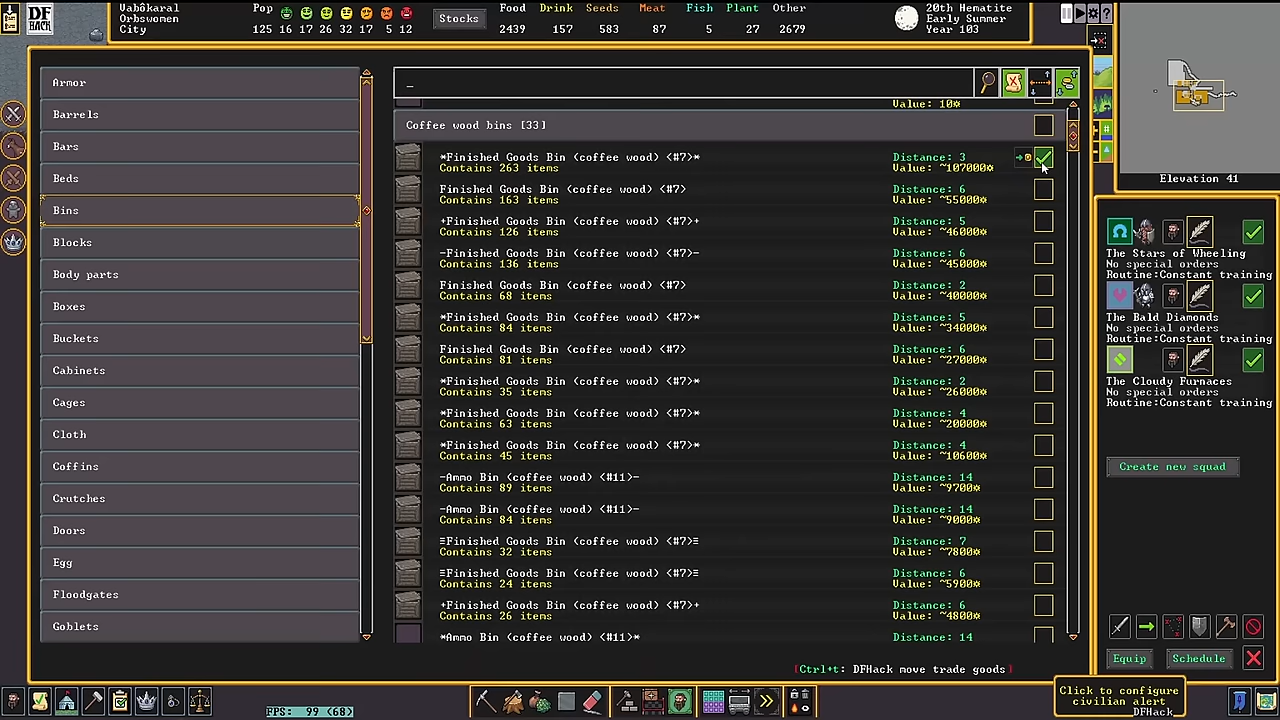 DF HACK
Vabôkaral
Orbswomen
City
Pop
125 16 17 26 32 17 5 12
Stocks
Food Drink Seeds Meat Fish Plant Other
2439 157 583 87 5 27 2679
20th Hematite
Early Summer
Year 103
Elevation 41
Armor
Barrels
Bars
Beds
Bins
Blocks
Body parts
Boxes
Buckets
Cabinets
Cages
Cloth
Coffins
Crutches
Doors
Egg
Floodgates
Goblets
Value: 10☼
Coffee wood bins [33]
*Finished Goods Bin (coffee wood) <#7>* Distance: 3
Contains 263 items Value: ~107000☼
Finished Goods Bin (coffee wood) <#7> Distance: 6
Contains 163 items Value: ~55000☼
+Finished Goods Bin (coffee wood) <#7>+ Distance: 5
Contains 126 items Value: ~46000☼
-Finished Goods Bin (coffee wood) <#7>- Distance: 6
Contains 136 items Value: ~45000☼
Finished Goods Bin (coffee wood) <#7> Distance: 2
Contains 68 items Value: ~40000☼
*Finished Goods Bin (coffee wood) <#7>* Distance: 5
Contains 84 items Value: ~34000☼
Finished Goods Bin (coffee wood) <#7> Distance: 6
Contains 81 items Value: ~27000☼
*Finished Goods Bin (coffee wood) <#7>* Distance: 2
Contains 35 items Value: ~26000☼
*Finished Goods Bin (coffee wood) <#7>* Distance: 4
Contains 63 items Value: ~20000☼
*Finished Goods Bin (coffee wood) <#7>* Distance: 4
Contains 45 items Value: ~10600☼
-Ammo Bin (coffee wood) <#11>- Distance: 14
Contains 89 items Value: ~9700☼
-Ammo Bin (coffee wood) <#11>- Distance: 14
Contains 84 items Value: ~9000☼
≡Finished Goods Bin (coffee wood) <#7>≡ Distance: 7
Contains 32 items Value: ~7800☼
≡Finished Goods Bin (coffee wood) <#7>≡ Distance: 6
Contains 24 items Value: ~5900☼
+Finished Goods Bin (coffee wood) <#7>+ Distance: 6
Contains 26 items Value: ~4800☼
*Ammo Bin (coffee wood) <#11>* Distance: 14
[Ctrl+t: DFHack move trade goods]
The Stars of Wheeling
No special orders
Routine:Constant training
The Bald Diamonds
No special orders
Routine:Constant training
The Cloudy Furnaces
No special orders
Routine:Constant training
Create new squad
Equip Schedule
Click to configure
civilian alert
DFHack
FPS: 99 (68)